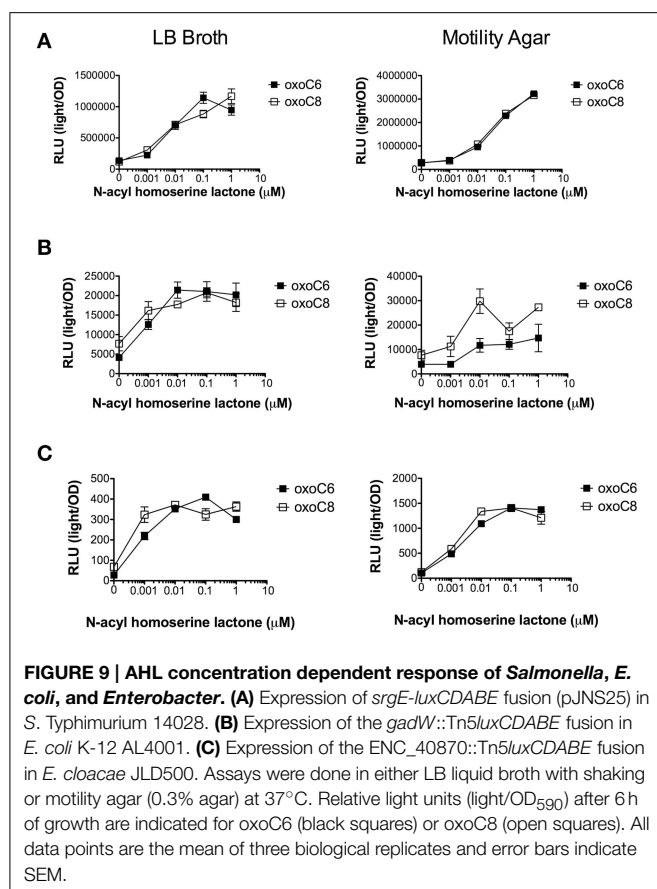 LB Broth
Motility Agar
A
1500000
1000000
500000
0
RLU (light/OD)
0
0.001
0.01
0.1
1
10
N-acyl homoserine lactone (μM)
oxoC6
oxoC8
4000000
3000000
2000000
1000000
0
RLU (light/OD)
0
0.001
0.01
0.1
1
10
N-acyl homoserine lactone (μM)
oxoC6
oxoC8
B
25000
20000
15000
10000
5000
0
RLU (light/OD)
0
0.001
0.01
0.1
1
10
N-acyl homoserine lactone (μM)
oxoC6
oxoC8
40000
30000
20000
10000
0
RLU (light/OD)
0
0.001
0.01
0.1
1
10
N-acyl homoserine lactone (μM)
oxoC6
oxoC8
C
500
400
300
200
100
0
RLU (light/OD)
0
0.001
0.01
0.1
1
10
N-acyl homoserine lactone (μM)
oxoC6
oxoC8
2000
1500
1000
500
0
RLU (light/OD)
0
0.001
0.01
0.1
1
10
N-acyl homoserine lactone (μM)
oxoC6
oxoC8
FIGURE 9 | AHL concentration dependent response of Salmonella, E.
coli, and Enterobacter. (A) Expression of srgE-luxCDABE fusion (pJNS25) in
S. Typhimurium 14028. (B) Expression of the gadW::Tn5luxCDABE fusion in
E. coli K-12 AL4001. (C) Expression of the ENC_40870::Tn5luxCDABE fusion
in E. cloacae JLD500. Assays were done in either LB liquid broth with shaking
or motility agar (0.3% agar) at 37°C. Relative light units (light/OD590) after 6 h
of growth are indicated for oxoC6 (black squares) or oxoC8 (open squares). All
data points are the mean of three biological replicates and error bars indicate
SEM.